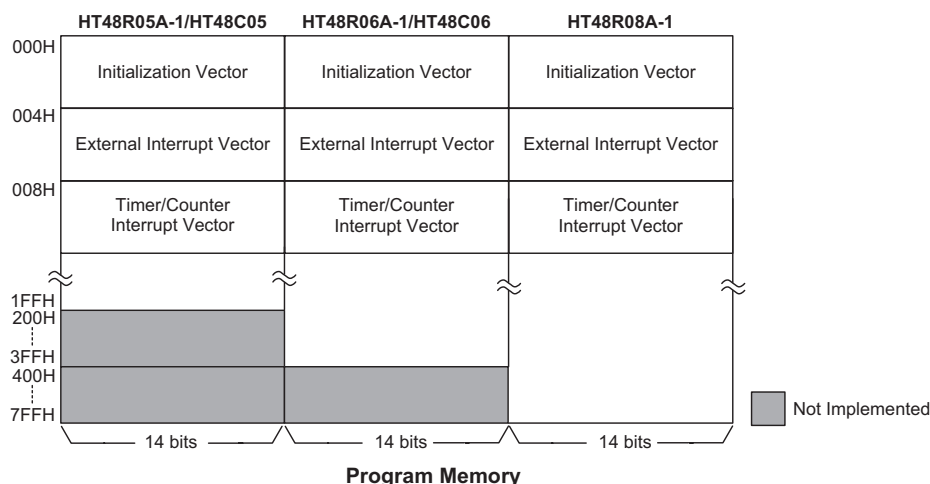 HT48R05A-1/HT48C05 HT48R06A-1/HT48C06 HT48R08A-1
000H
Initialization Vector Initialization Vector Initialization Vector
004H
External Interrupt Vector External Interrupt Vector External Interrupt Vector
008H
Timer/Counter Timer/Counter Timer/Counter
Interrupt Vector Interrupt Vector Interrupt Vector
1FFH
200H
3FFH
400H
7FFH
Not Implemented
14 bits 14 bits 14 bits
Program Memory